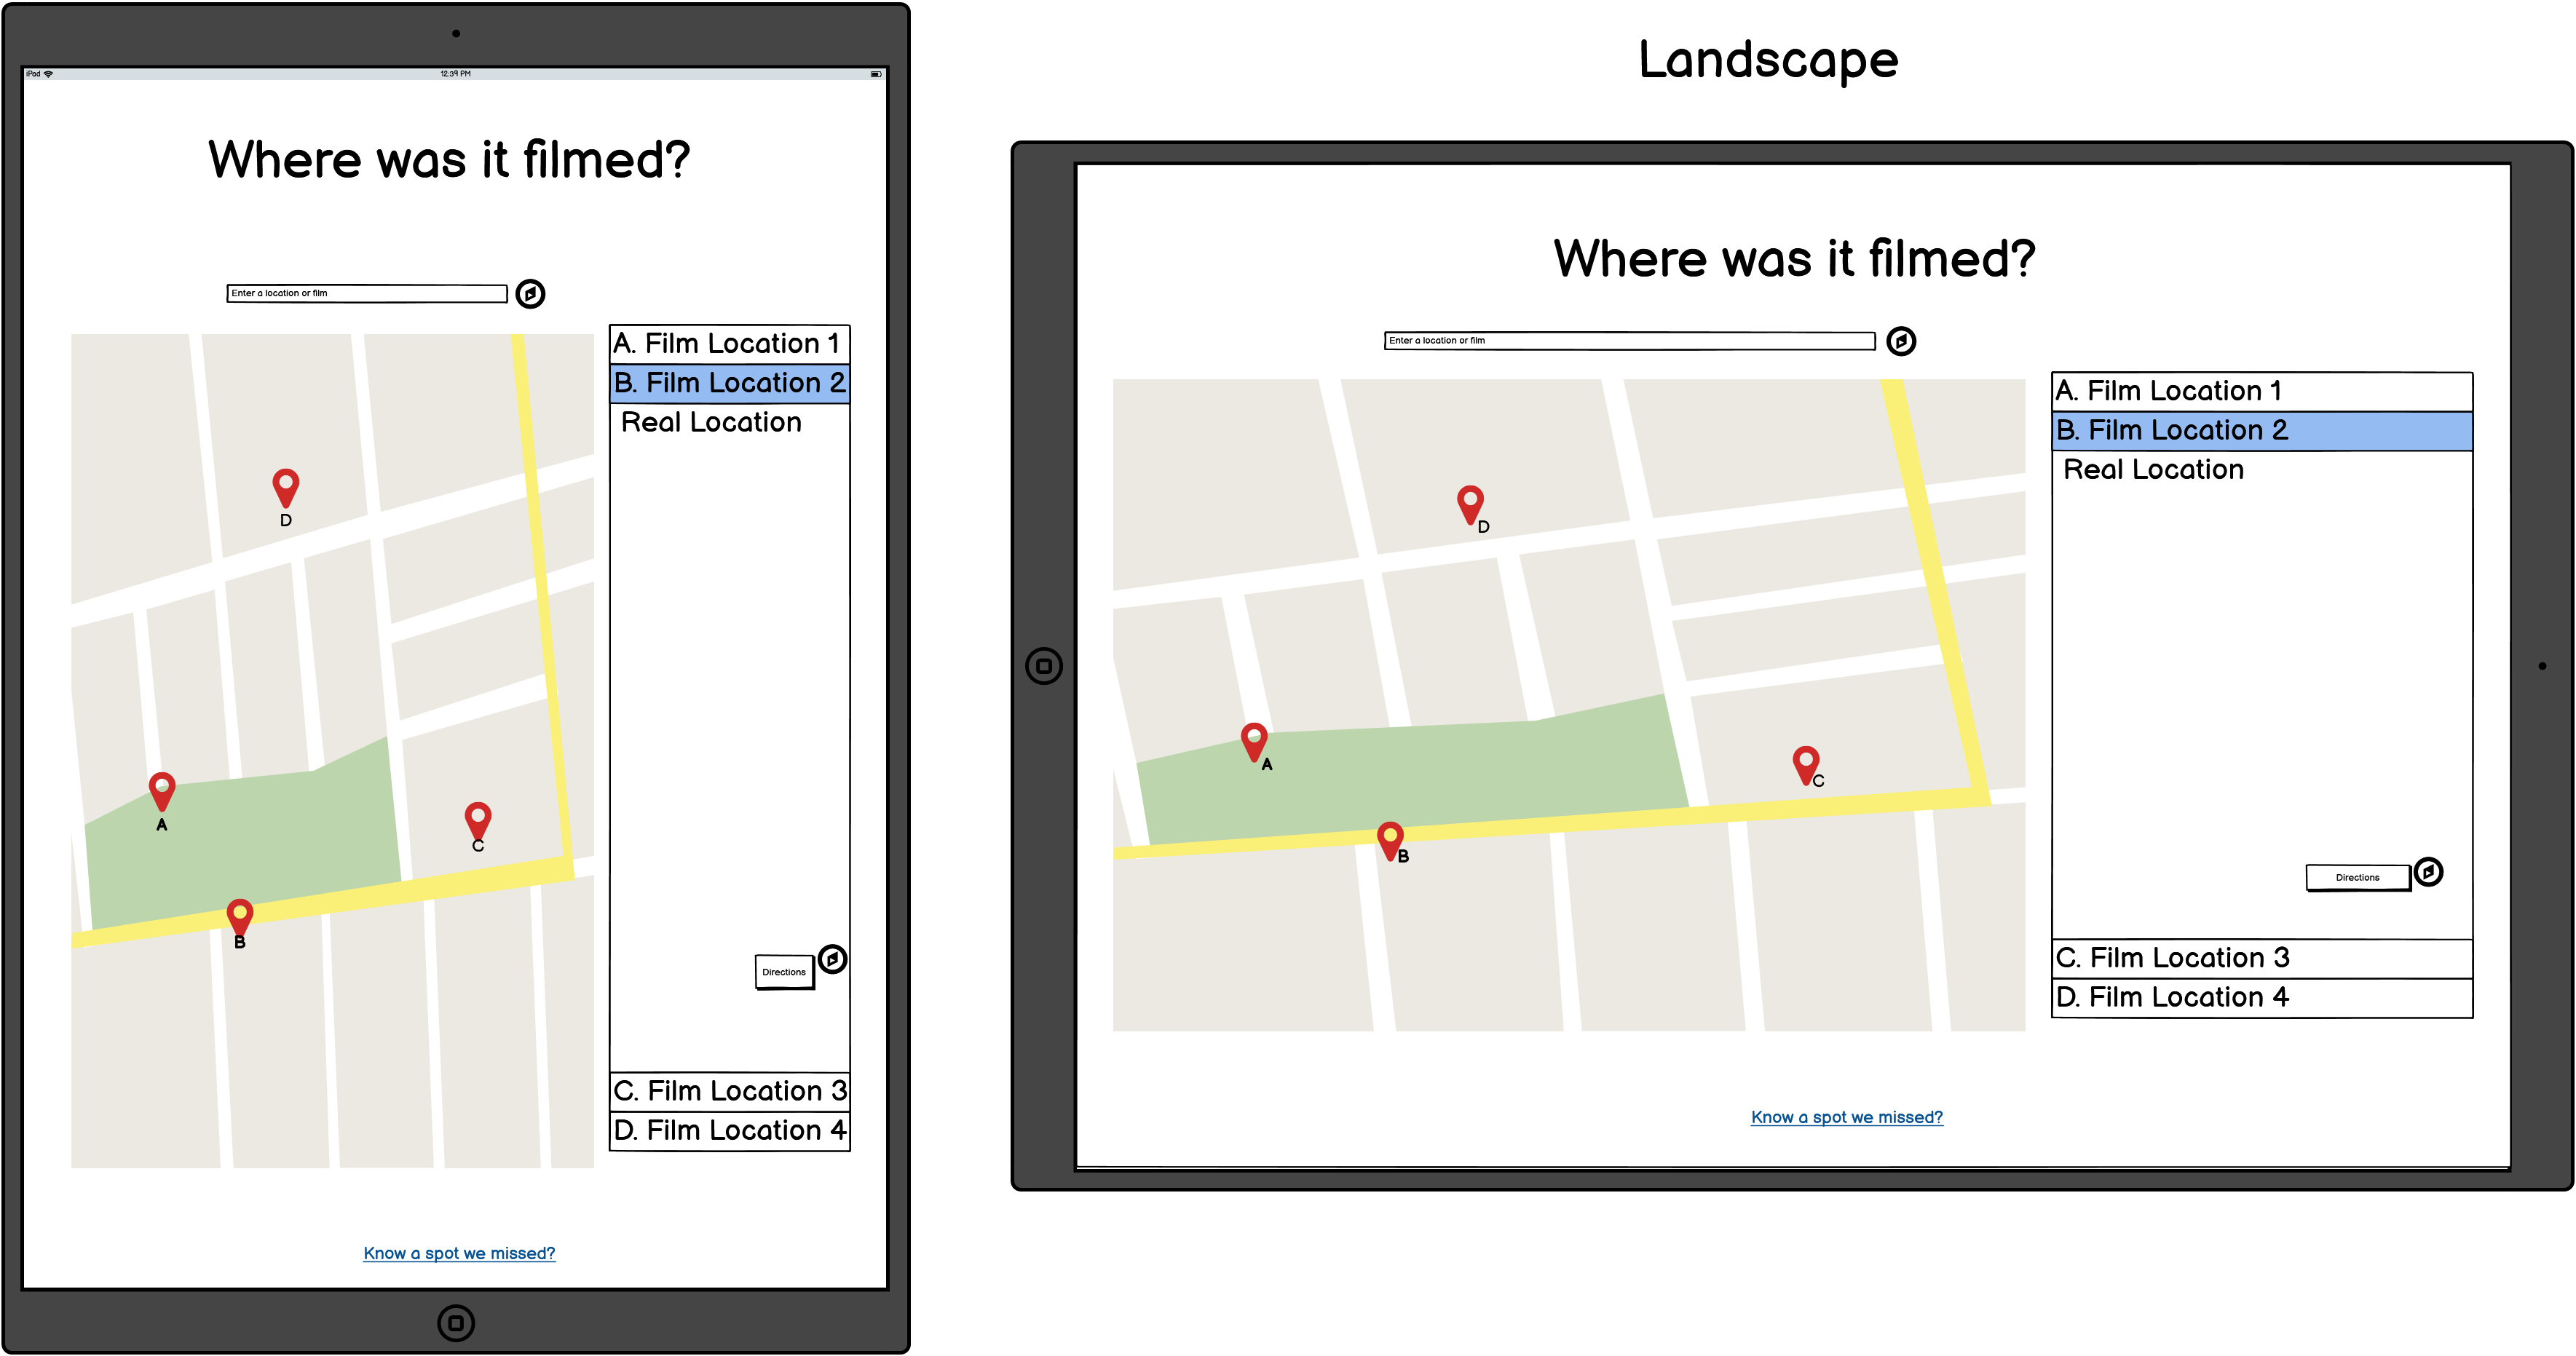 iPad
12:39 PM
Where was it filmed?
Enter a location or film
A. Film Location 1
B. Film Location 2
Real Location
D
A
C
B
Directions
C. Film Location 3
D. Film Location 4
Know a spot we missed?
Landscape
Where was it filmed?
Enter a location or film
A. Film Location 1
B. Film Location 2
Real Location
D
A
C
B
Directions
C. Film Location 3
D. Film Location 4
Know a spot we missed?